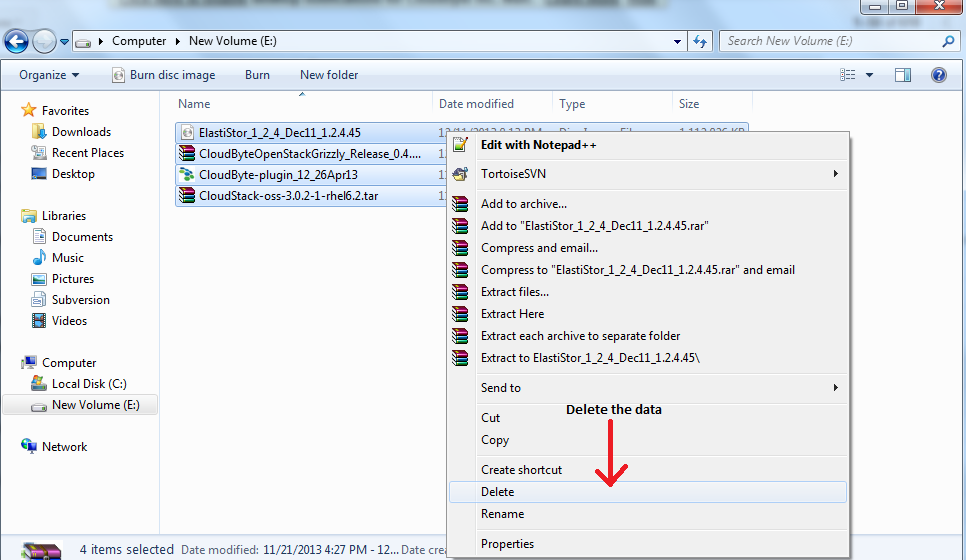 Computer New Volume (E:)
Search New Volume (E:)
Organize Burn disc image Burn New folder
Name Date modified Type Size
Favorites
Downloads
Recent Places
Desktop
Libraries
Documents
Music
Pictures
Subversion
Videos
Computer
Local Disk (C:)
New Volume (E:)
Network
ElastiStor_1_2_4_Dec11_1.2.4.45
CloudByteOpenStackGrizzly_Release_0.4....
CloudByte-plugin_12_26Apr13
CloudStack-oss-3.0.2-1-rhel6.2.tar
Edit with Notepad++
TortoiseSVN
Add to archive...
Add to "ElastiStor_1_2_4_Dec11_1.2.4.45.rar"
Compress and email...
Compress to "ElastiStor_1_2_4_Dec11_1.2.4.45.rar" and email
Extract files...
Extract Here
Extract each archive to separate folder
Extract to ElastiStor_1_2_4_Dec11_1.2.4.45\
Send to
Delete the data
Cut
Copy
Create shortcut
Delete
Rename
Properties
4 items selected Date modified: 11/21/2013 4:27 PM - 12... Date crea